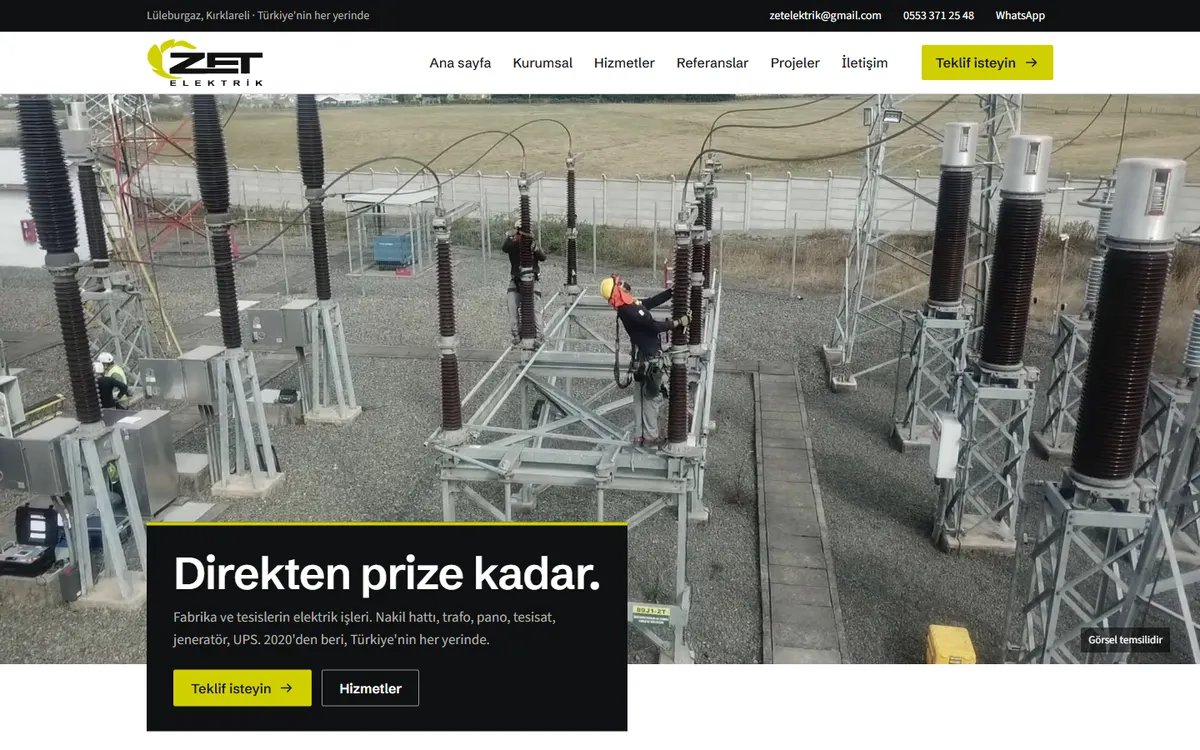 Lüleburgaz, Kırklareli · Türkiye'nin her yerinde
zetelektrik@gmail.com
0553 371 25 48
WhatsApp
ZET
ELEKTRİK
Ana sayfa
Kurumsal
Hizmetler
Referanslar
Projeler
İletişim
Teklif isteyin →
Direkten prize kadar.
Fabrika ve tesislerin elektrik işleri. Nakil hattı, trafo, pano, tesisat,
jeneratör, UPS. 2020'den beri, Türkiye'nin her yerinde.
Teklif isteyin →
Hizmetler
89J1-2T
Görsel temsilidir